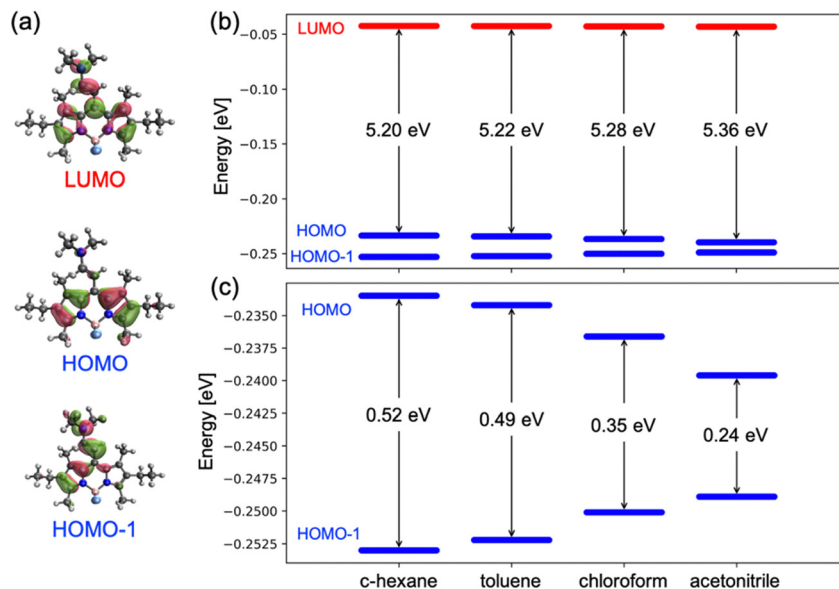 (a)
LUMO
HOMO
HOMO-1
(b)
Energy [eV]
−0.05
−0.10
−0.15
−0.20
−0.25
LUMO
5.20 eV
5.22 eV
5.28 eV
5.36 eV
HOMO
HOMO-1
(c)
Energy [eV]
−0.2350
−0.2375
−0.2400
−0.2425
−0.2450
−0.2475
−0.2500
−0.2525
HOMO
0.52 eV
0.49 eV
0.35 eV
0.24 eV
HOMO-1
c-hexane
toluene
chloroform
acetonitrile